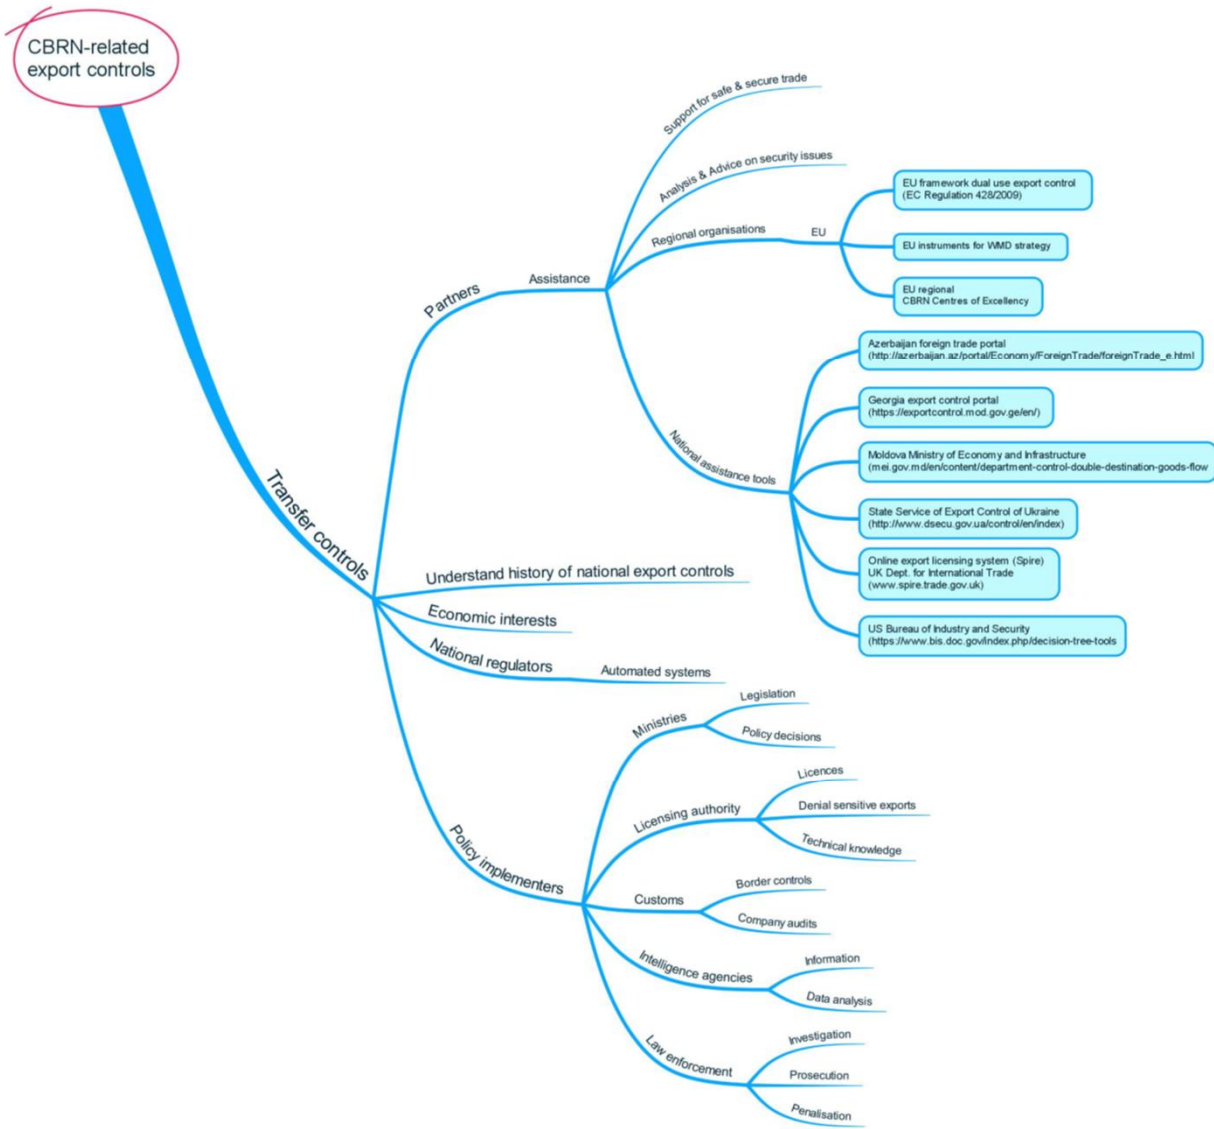 CBRN-related
export controls
Transfer controls
Partners
Assistance
Support for safe & secure trade
Analysis & Advice on security issues
Regional organisations
EU
EU framework dual use export control
(EC Regulation 428/2009)
EU instruments for WMD strategy
EU regional
CBRN Centres of Excellency
National assistance tools
Azerbaijan foreign trade portal
(http://azerbaijan.az/portal/Economy/ForeignTrade/foreignTrade_e.html
Georgia export control portal
(https://exportcontrol.mod.gov.ge/en/)
Moldova Ministry of Economy and Infrastructure
(mei.gov.md/en/content/department-control-double-destination-goods-flow
State Service of Export Control of Ukraine
(http://www.dsecu.gov.ua/control/en/index)
Online export licensing system (Spire)
UK Dept. for International Trade
(www.spire.trade.gov.uk)
US Bureau of Industry and Security
(https://www.bis.doc.gov/index.php/decision-tree-tools
Understand history of national export controls
Economic interests
National regulators
Automated systems
Policy implementers
Ministries
Legislation
Policy decisions
Licensing authority
Licences
Denial sensitive exports
Technical knowledge
Customs
Border controls
Company audits
Intelligence agencies
Information
Data analysis
Law enforcement
Investigation
Prosecution
Penalisation